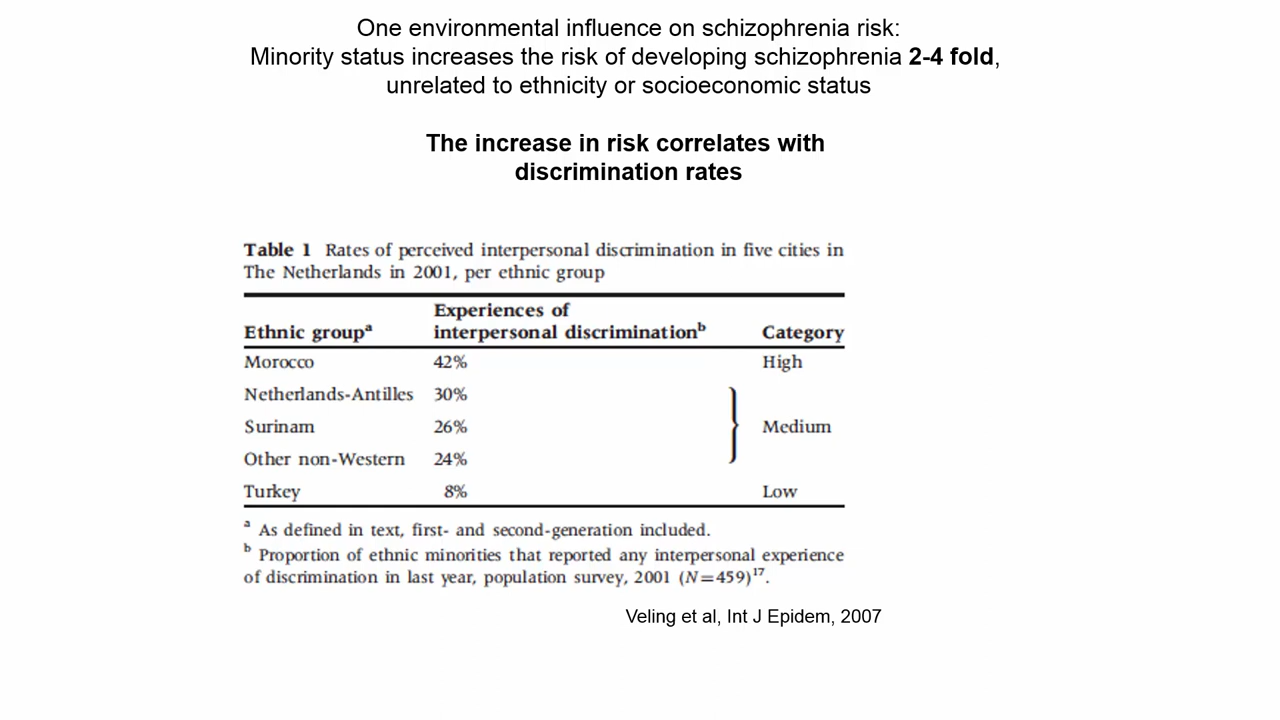 One environmental influence on schizophrenia risk:
Minority status increases the risk of developing schizophrenia 2-4 fold,
unrelated to ethnicity or socioeconomic status
The increase in risk correlates with
discrimination rates
Table 1 Rates of perceived interpersonal discrimination in five cities in
The Netherlands in 2001, per ethnic group
Experiences of
Ethnic groupa interpersonal discriminationb Category
Morocco 42% High
Netherlands-Antilles 30%
Surinam 26% Medium
Other non-Western 24%
Turkey 8% Low
a As defined in text, first- and second-generation included.
b Proportion of ethnic minorities that reported any interpersonal experience
of discrimination in last year, population survey, 2001 (N=459)17.
Veling et al, Int J Epidem, 2007